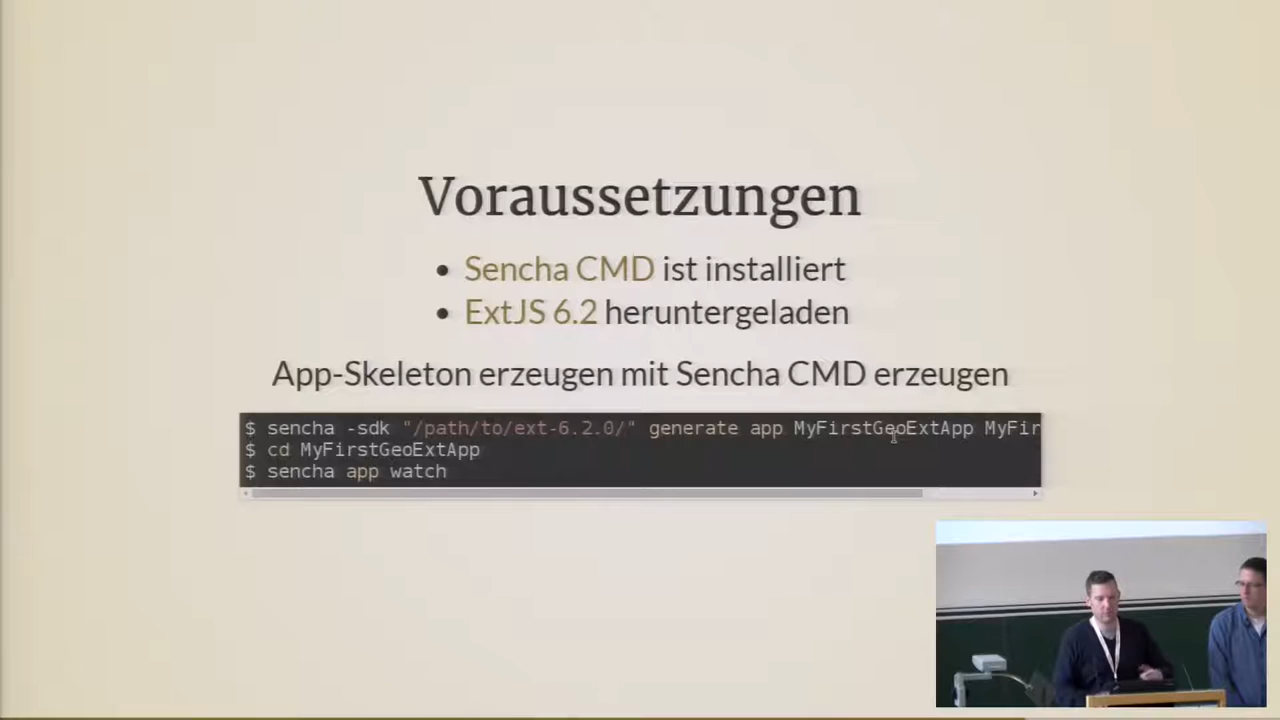 Voraussetzungen
• Sencha CMD ist installiert
• ExtJS 6.2 heruntergeladen
App-Skeleton erzeugen mit Sencha CMD erzeugen
$ sencha -sdk "/path/to/ext-6.2.0/" generate app MyFirstGeoExtApp MyFir
$ cd MyFirstGeoExtApp
$ sencha app watch